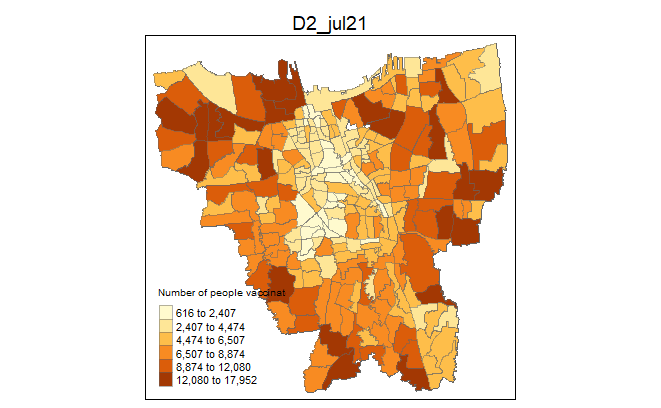 D2_jul21
Number of people vaccinat
616 to 2,407
2,407 to 4,474
4,474 to 6,507
6,507 to 8,874
8,874 to 12,080
12,080 to 17,952